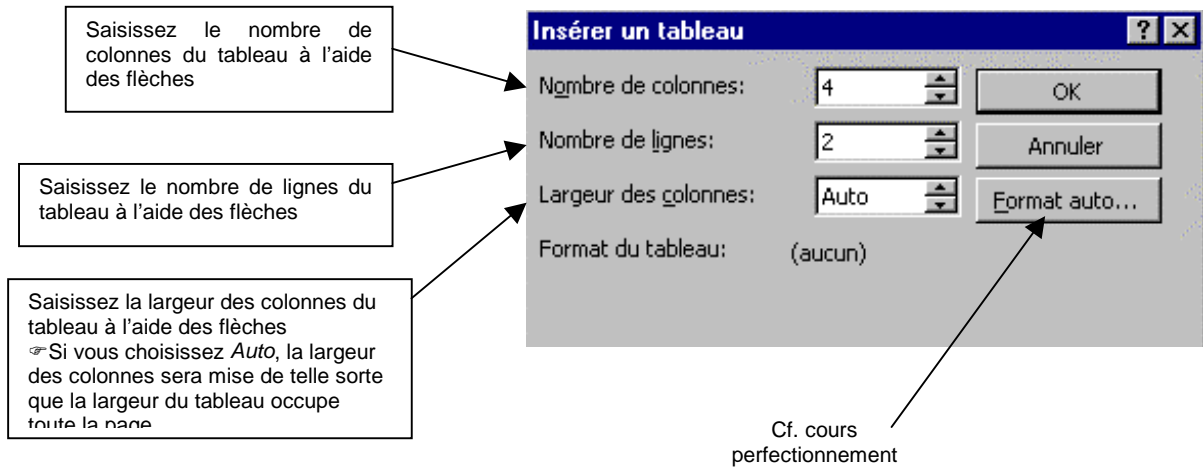 Saisissez le nombre de
colonnes du tableau à l'aide
des flèches
Saisissez le nombre de lignes du
tableau à l'aide des flèches
Saisissez la largeur des colonnes du
tableau à l'aide des flèches
☞Si vous choisissez Auto, la largeur
des colonnes sera mise de telle sorte
que la largeur du tableau occupe
toute la page
Insérer un tableau
Nombre de colonnes:
4
OK
Nombre de lignes:
2
Annuler
Largeur des colonnes:
Auto
Format auto...
Format du tableau:
(aucun)
Cf. cours
perfectionnement